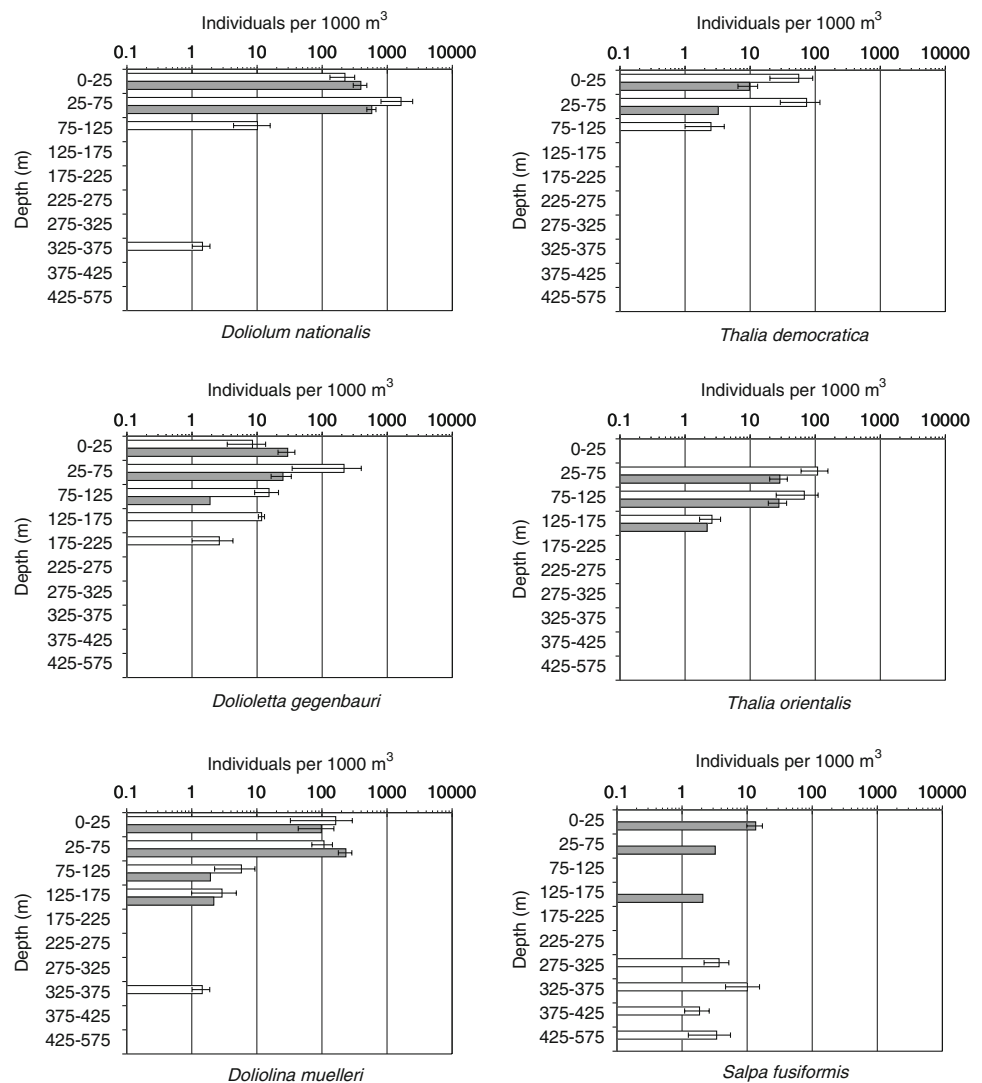 Individuals per 1000 m³
0.1 1 10 100 1000 10000
Depth (m)
0-25
25-75
75-125
125-175
175-225
225-275
275-325
325-375
375-425
425-575
Doliolum nationalis
Individuals per 1000 m³
0.1 1 10 100 1000 10000
Depth (m)
0-25
25-75
75-125
125-175
175-225
225-275
275-325
325-375
375-425
425-575
Thalia democratica
Individuals per 1000 m³
0.1 1 10 100 1000 10000
Depth (m)
0-25
25-75
75-125
125-175
175-225
225-275
275-325
325-375
375-425
425-575
Dolioletta gegenbauri
Individuals per 1000 m³
0.1 1 10 100 1000 10000
Depth (m)
0-25
25-75
75-125
125-175
175-225
225-275
275-325
325-375
375-425
425-575
Thalia orientalis
Individuals per 1000 m³
0.1 1 10 100 1000 10000
Depth (m)
0-25
25-75
75-125
125-175
175-225
225-275
275-325
325-375
375-425
425-575
Doliolina muelleri
Individuals per 1000 m³
0.1 1 10 100 1000 10000
Depth (m)
0-25
25-75
75-125
125-175
175-225
225-275
275-325
325-375
375-425
425-575
Salpa fusiformis